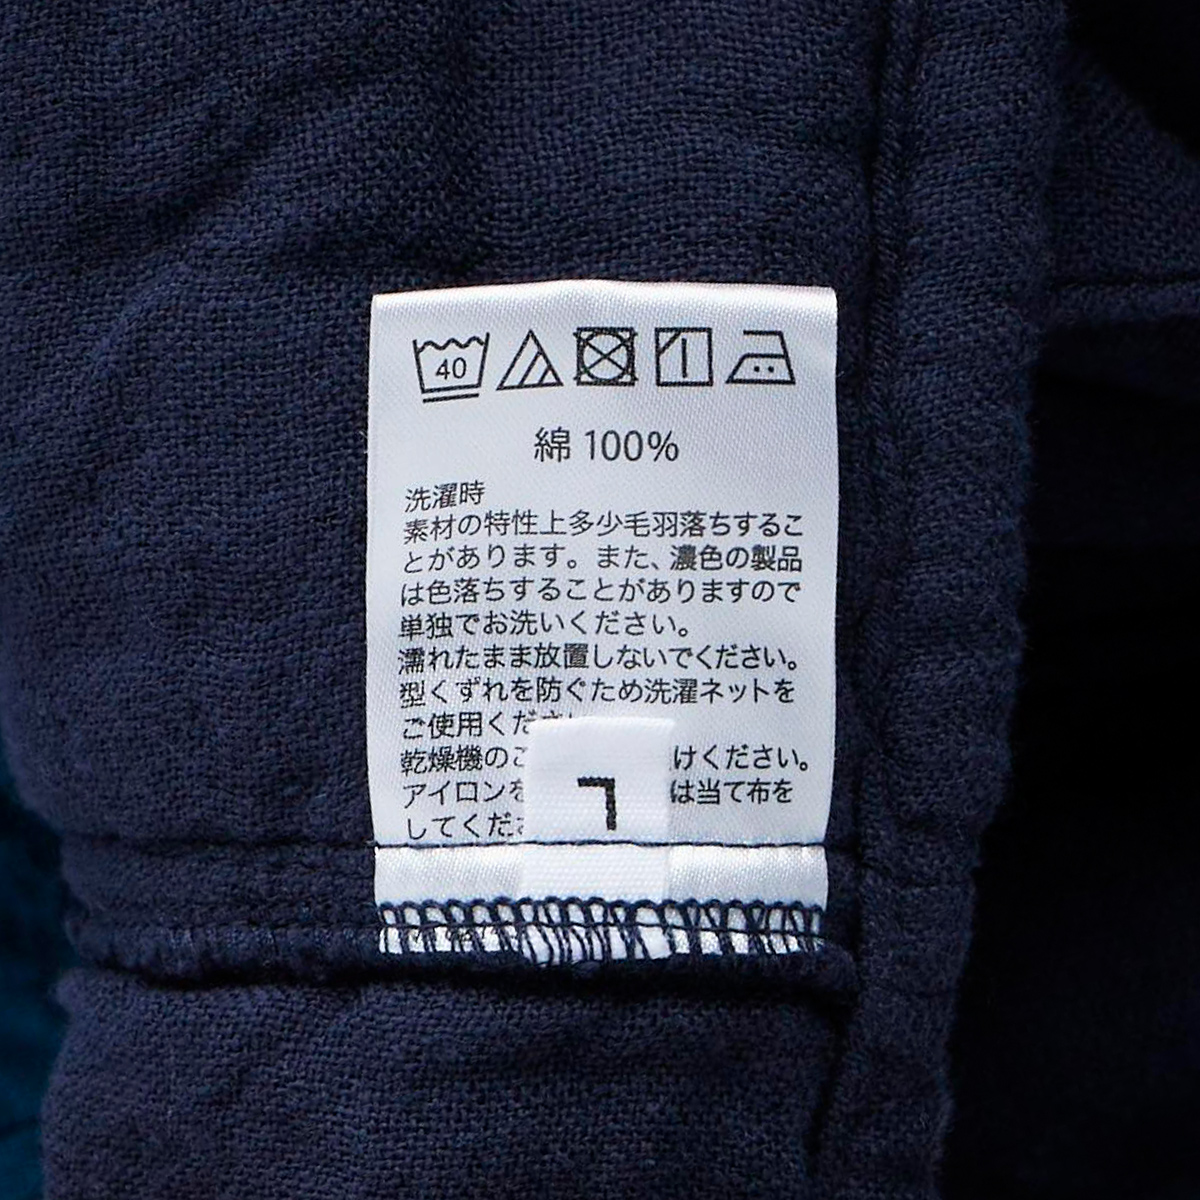 40
綿 100%
洗濯時
素材の特性上多少毛羽落ちするこ
とがあります。また、濃色の製品
は色落ちすることがありますので
単独でお洗いください。
濡れたまま放置しないでください。
型くずれを防ぐため洗濯ネットを
ご使用くださ
乾燥機のご けください。
アイロンを は当て布を
してくださ
L